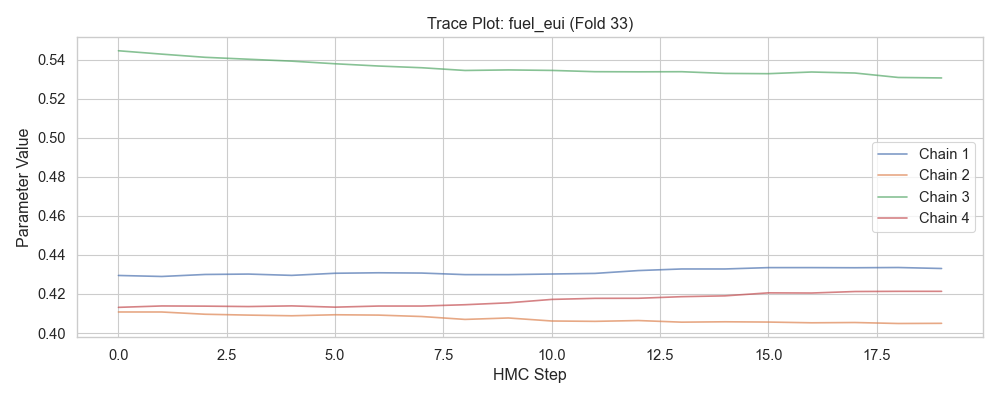 Trace Plot: fuel_eui (Fold 33)
Parameter Value
0.54
0.52
0.50
0.48
0.46
0.44
0.42
0.40
Chain 1
Chain 2
Chain 3
Chain 4
0.0 2.5 5.0 7.5 10.0 12.5 15.0 17.5
HMC Step